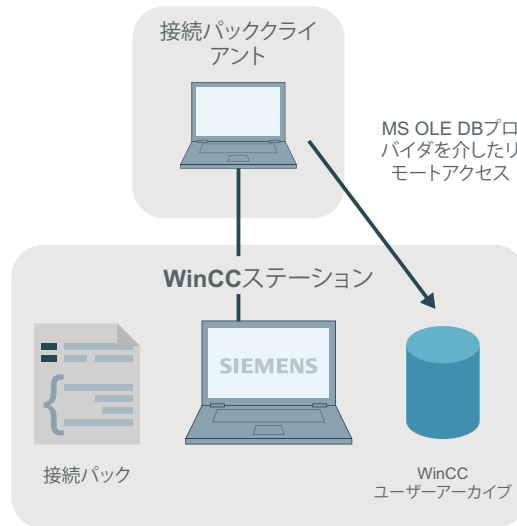 接続パッククライ
アント
MS OLE DBプロ
バイダを介したリ
モートアクセス
WinCCステーション
SIEMENS
{
接続パック
WinCC
ユーザーアーカイブ